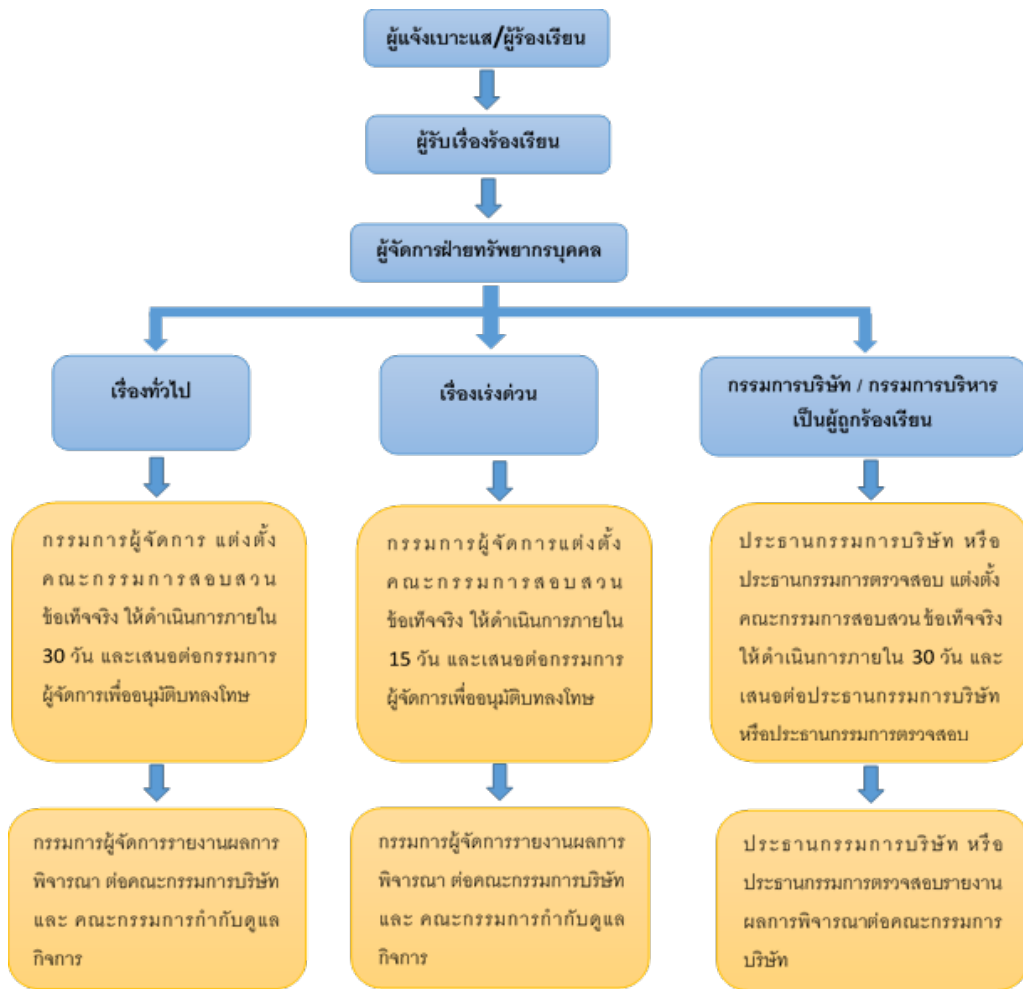 ผู้แจ้งเบาะแส/ผู้ร้องเรียน
ผู้รับเรื่องร้องเรียน
ผู้จัดการฝ่ายทรัพยากรบุคคล
เรื่องทั่วไป
เรื่องเร่งด่วน
กรรมการบริษัท / กรรมการบริหาร
เป็นผู้ถูกร้องเรียน
กรรมการผู้จัดการ แต่งตั้ง
คณะกรรมการสอบสวน
ข้อเท็จจริง ให้ดำเนินการภายใน
30 วัน และเสนอต่อกรรมการ
ผู้จัดการเพื่ออนุมัติบทลงโทษ
กรรมการผู้จัดการแต่งตั้ง
คณะกรรมการสอบสวน
ข้อเท็จจริง ให้ดำเนินการภายใน
15 วัน และเสนอต่อกรรมการ
ผู้จัดการเพื่ออนุมัติบทลงโทษ
ประธานกรรมการบริษัท หรือ
ประธานกรรมการตรวจสอบ แต่งตั้ง
คณะกรรมการสอบสวน ข้อเท็จจริง
ให้ดำเนินการภายใน 30 วัน และ
เสนอต่อประธานกรรมการบริษัท
หรือประธานกรรมการตรวจสอบ
กรรมการผู้จัดการรายงานผลการ
พิจารณา ต่อคณะกรรมการบริษัท
และ คณะกรรมการกำกับดูแล
กิจการ
กรรมการผู้จัดการรายงานผลการ
พิจารณา ต่อคณะกรรมการบริษัท
และ คณะกรรมการกำกับดูแล
กิจการ
ประธานกรรมการบริษัท หรือ
ประธานกรรมการตรวจสอบรายงาน
ผลการพิจารณาต่อคณะกรรมการ
บริษัท